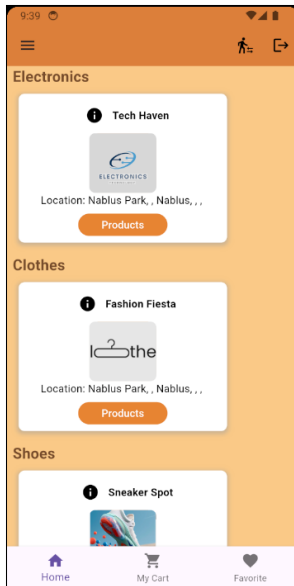 9:39
Electronics
Tech Haven
ELECTRONICS
Location: Nablus Park, , Nablus, , ,
Products
Clothes
Fashion Fiesta
lothe
Location: Nablus Park, , Nablus, , ,
Products
Shoes
Sneaker Spot
Home
My Cart
Favorite